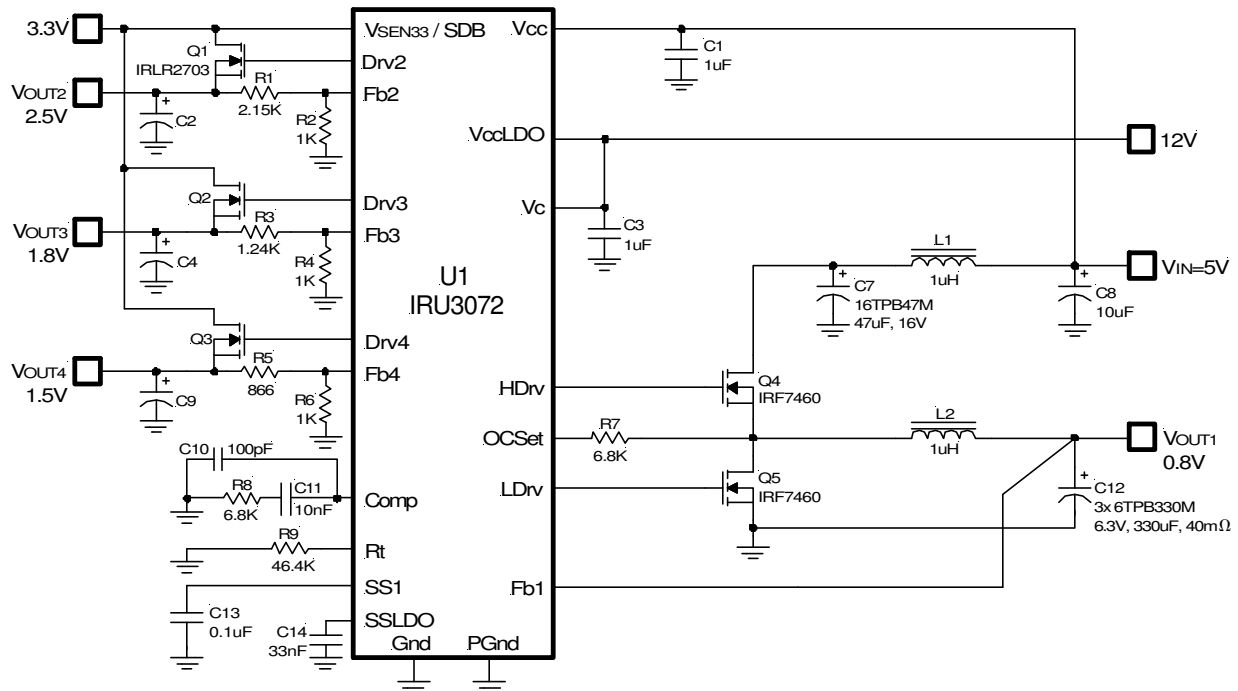 3.3V
VSEN33 / SDB
Vcc
Q1
IRLR2703
Drv2
C1
1uF
VOUT2
2.5V
R1
2.15K
Fb2
C2
R2
1K
VccLDO
12V
Q2
Drv3
Vc
VOUT3
1.8V
R3
1.24K
Fb3
C3
1uF
C4
R4
1K
L1
1uH
VIN=5V
U1
IRU3072
C7
16TPB47M
47uF, 16V
C8
10uF
Q3
Drv4
VOUT4
1.5V
R5
866
Fb4
HDrv
Q4
IRF7460
C9
R6
1K
L2
1uH
OCSet
R7
6.8K
VOUT1
0.8V
C10
100pF
R8
6.8K
C11
10nF
Comp
LDrv
Q5
IRF7460
C12
3x 6TPB330M
6.3V, 330uF, 40mΩ
R9
46.4K
Rt
SS1
Fb1
C13
0.1uF
SSLDO
C14
33nF
Gnd
PGnd
+
+
+
+
+
+